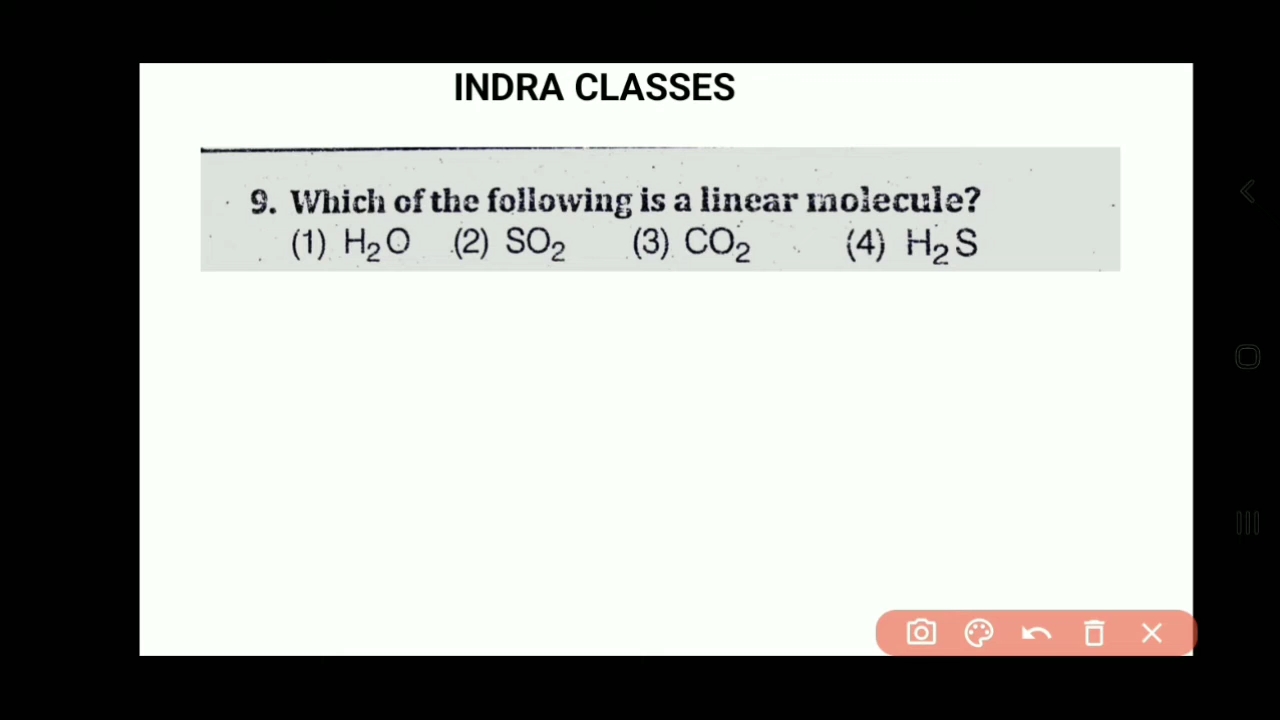 INDRA CLASSES
9. Which of the following is a linear molecule?
(1) H₂O (2) SO₂ (3) CO₂ (4) H₂S